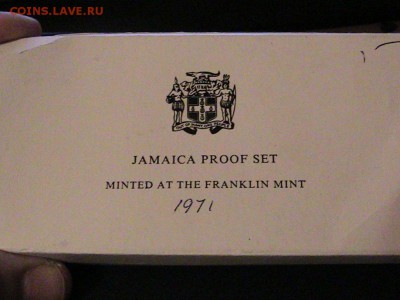 COINS.LAVE.RU
JAMAICA PROOF SET
MINTED AT THE FRANKLIN MINT
1971